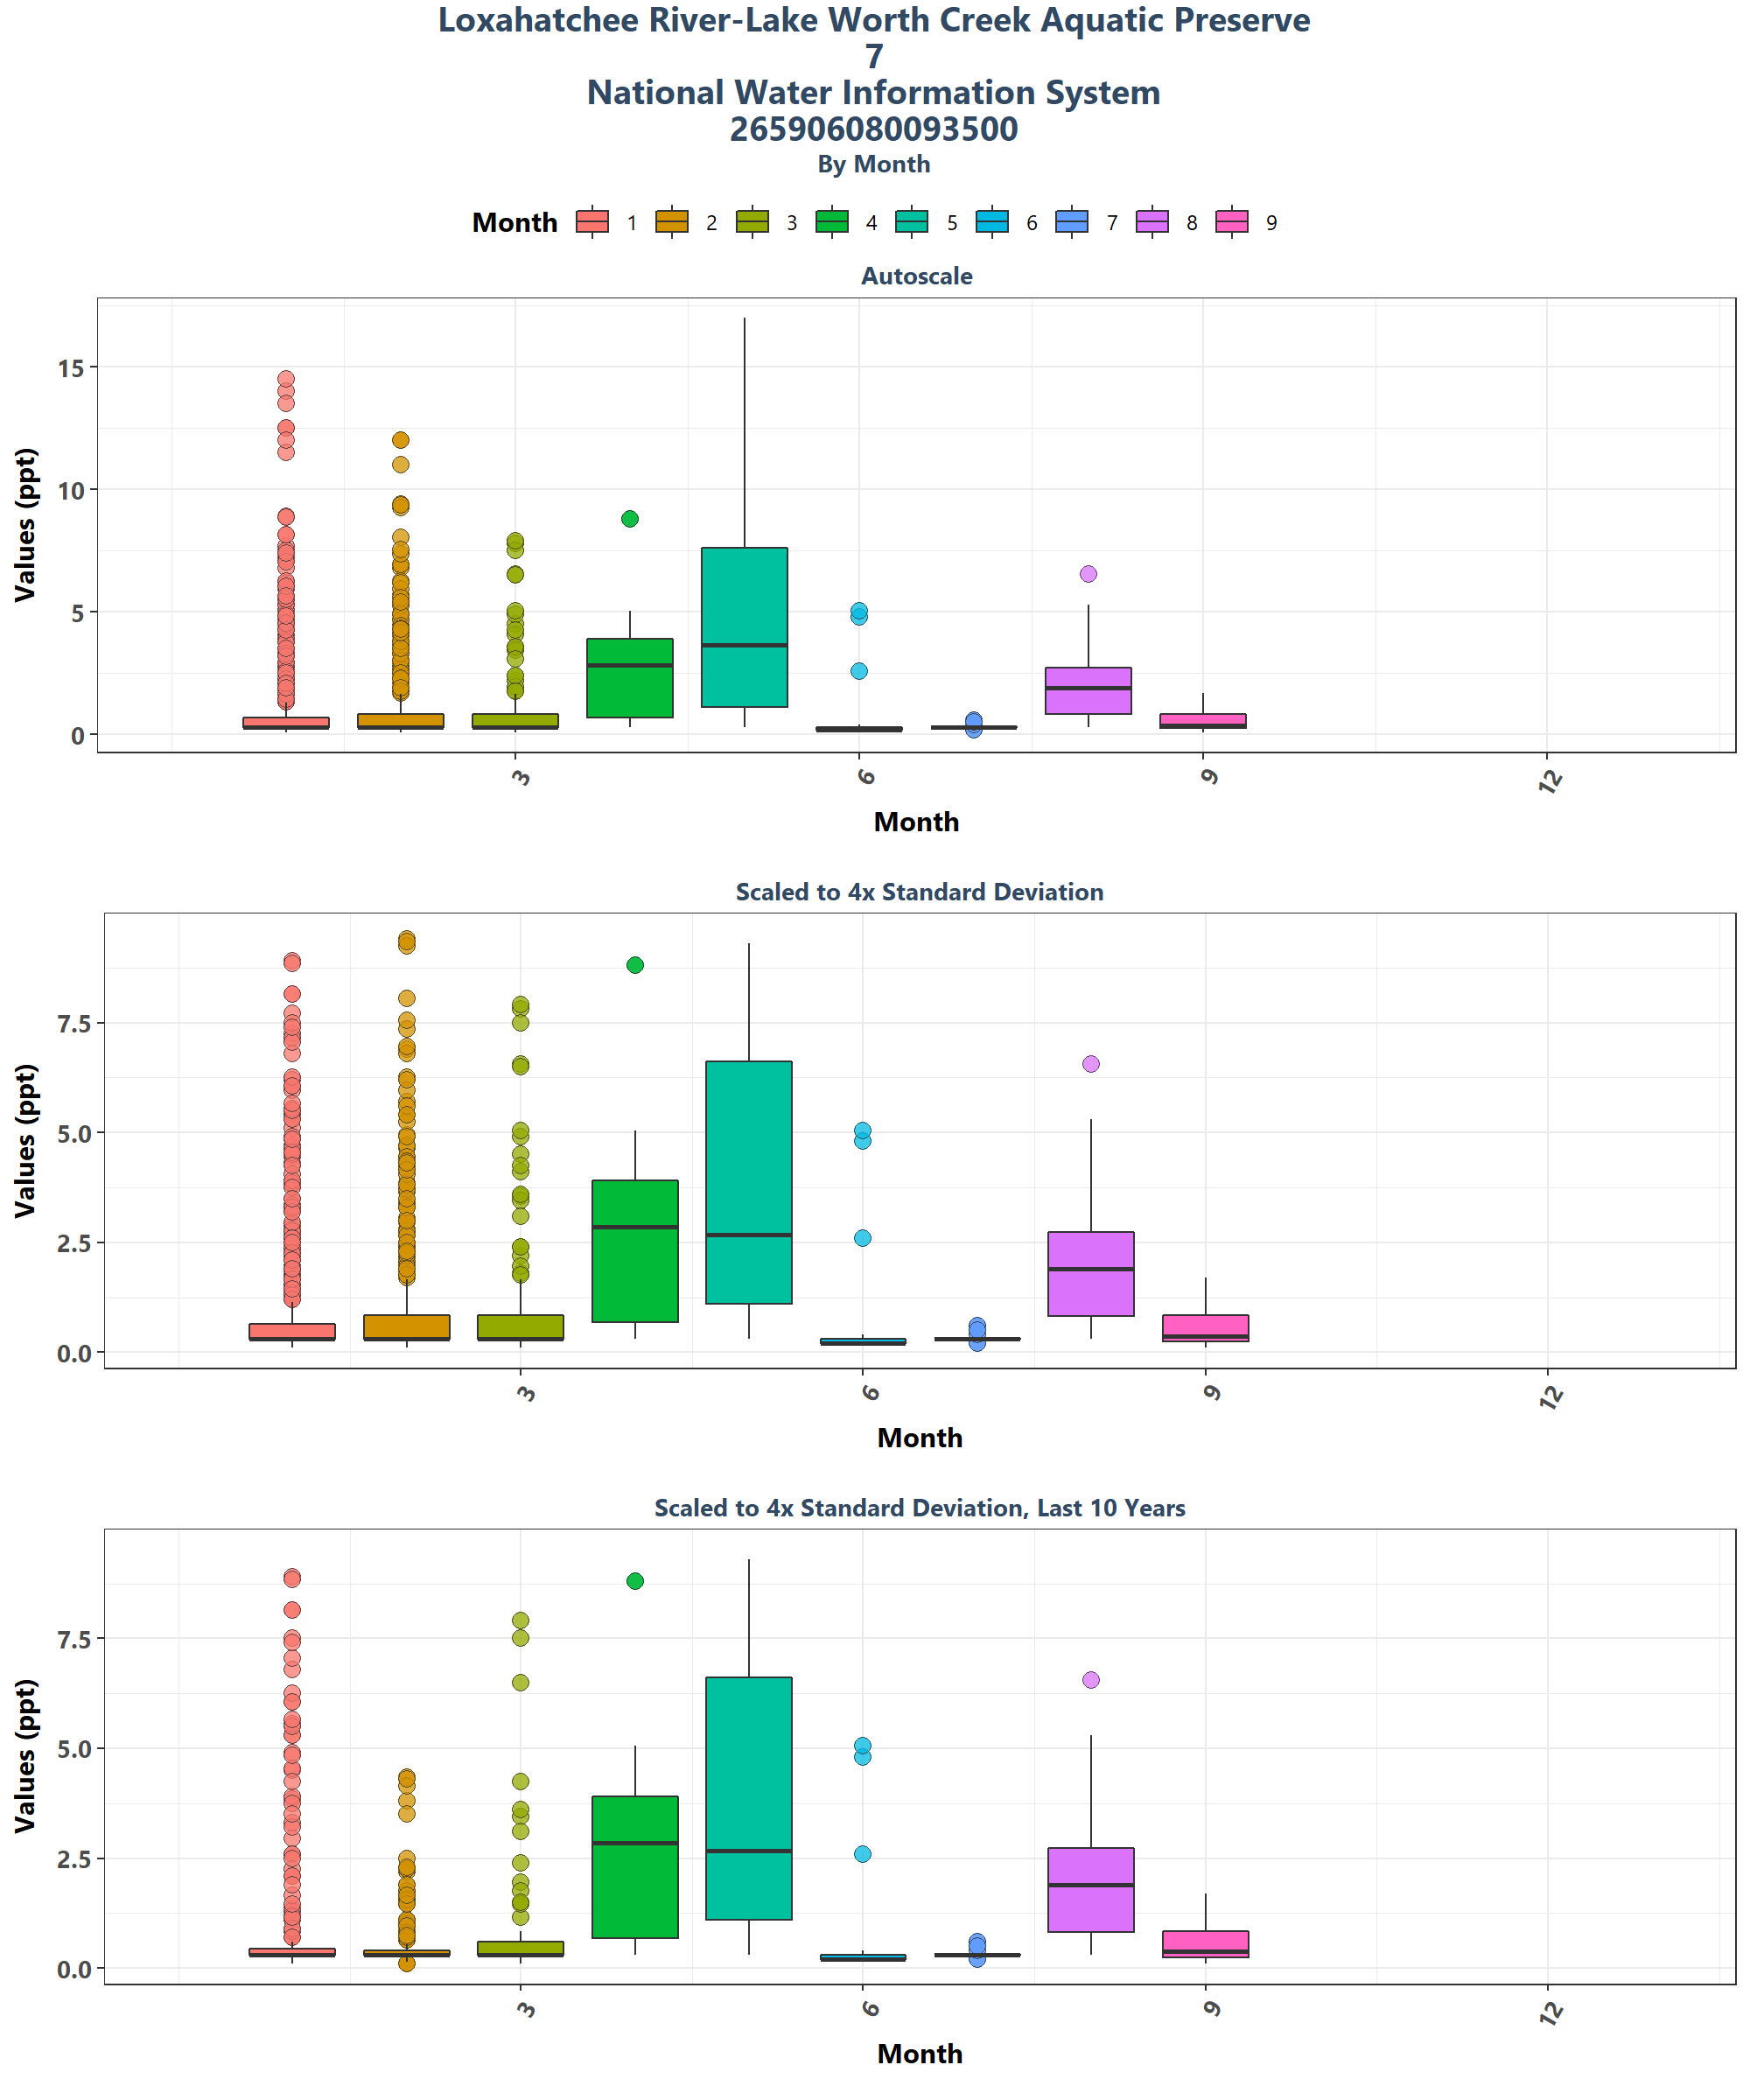 Loxahatchee River-Lake Worth Creek Aquatic Preserve
7
National Water Information System
265906080093500
By Month
Month 1 2 3 4 5 6 7 8 9
Autoscale
Values (ppt)
15
10
5
0
3 6 9 12
Month
Scaled to 4x Standard Deviation
Values (ppt)
7.5
5.0
2.5
0.0
3 6 9 12
Month
Scaled to 4x Standard Deviation, Last 10 Years
Values (ppt)
7.5
5.0
2.5
0.0
3 6 9 12
Month